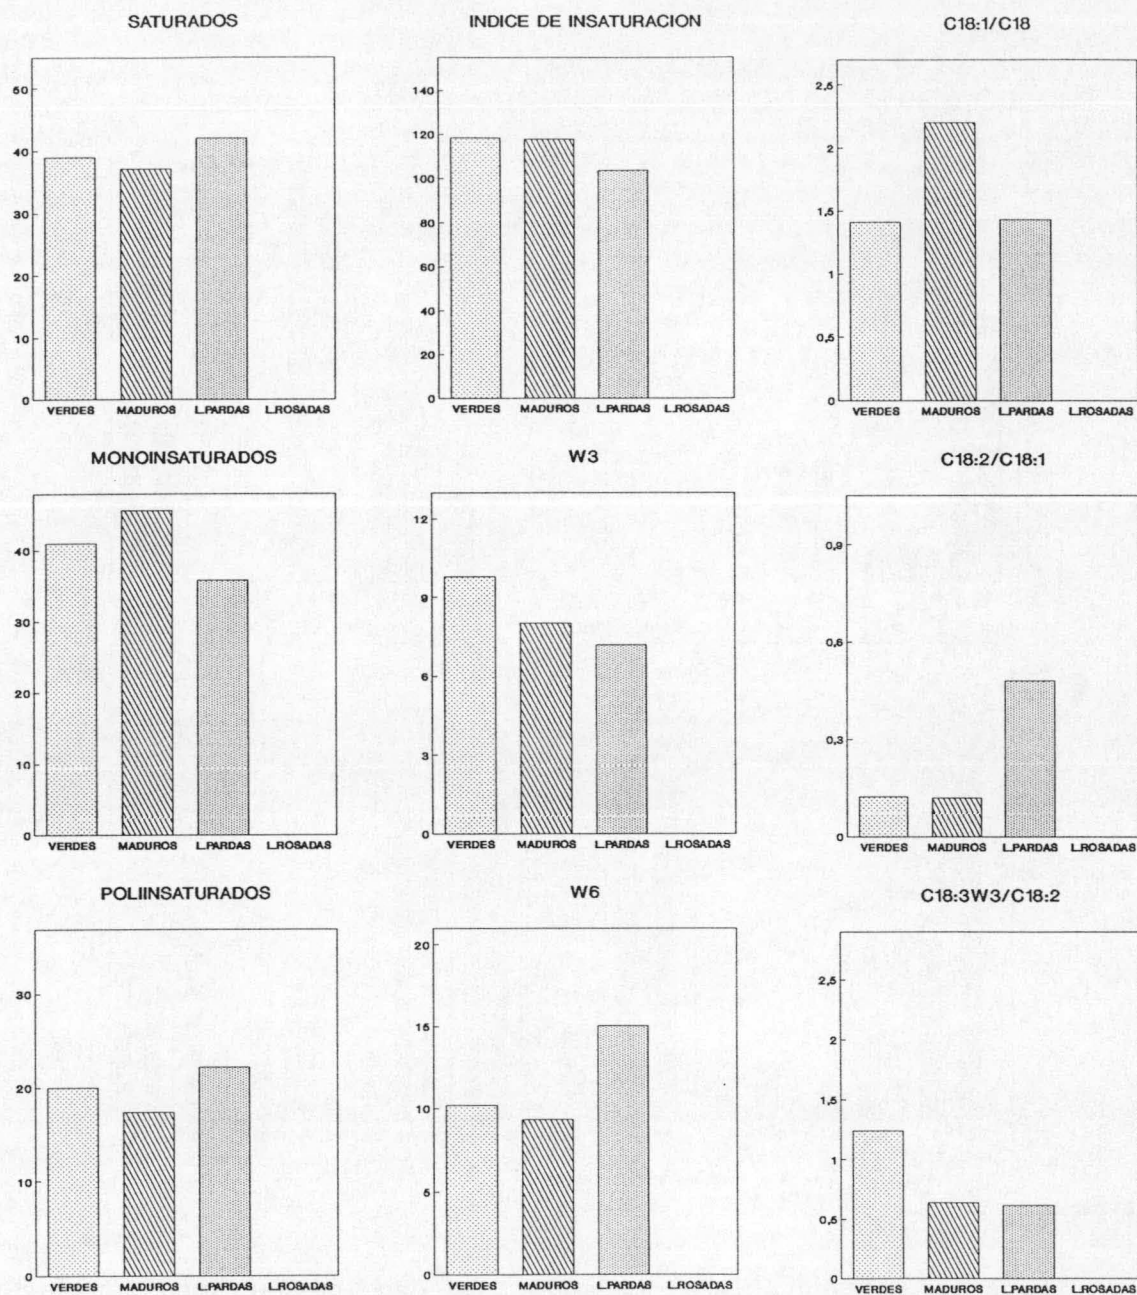 SATURADOS
50
40
30
20
10
0
VERDES MADUROS L.PARDAS L.ROSADAS
INDICE DE INSATURACION
140
120
100
80
60
40
20
0
VERDES MADUROS L.PARDAS L.ROSADAS
C18:1/C18
2,5
2
1,5
1
0,5
0
VERDES MADUROS L.PARDAS L.ROSADAS
MONOINSATURADOS
40
30
20
10
0
VERDES MADUROS L.PARDAS L.ROSADAS
W3
12
9
6
3
0
VERDES MADUROS L.PARDAS L.ROSADAS
C18:2/C18:1
0,9
0,6
0,3
0
VERDES MADUROS L.PARDAS L.ROSADAS
POLIINSATURADOS
30
20
10
0
VERDES MADUROS L.PARDAS L.ROSADAS
W6
20
15
10
5
0
VERDES MADUROS L.PARDAS L.ROSADAS
C18:3W3/C18:2
2,5
2
1,5
1
0,5
0
VERDES MADUROS L.PARDAS L.ROSADAS